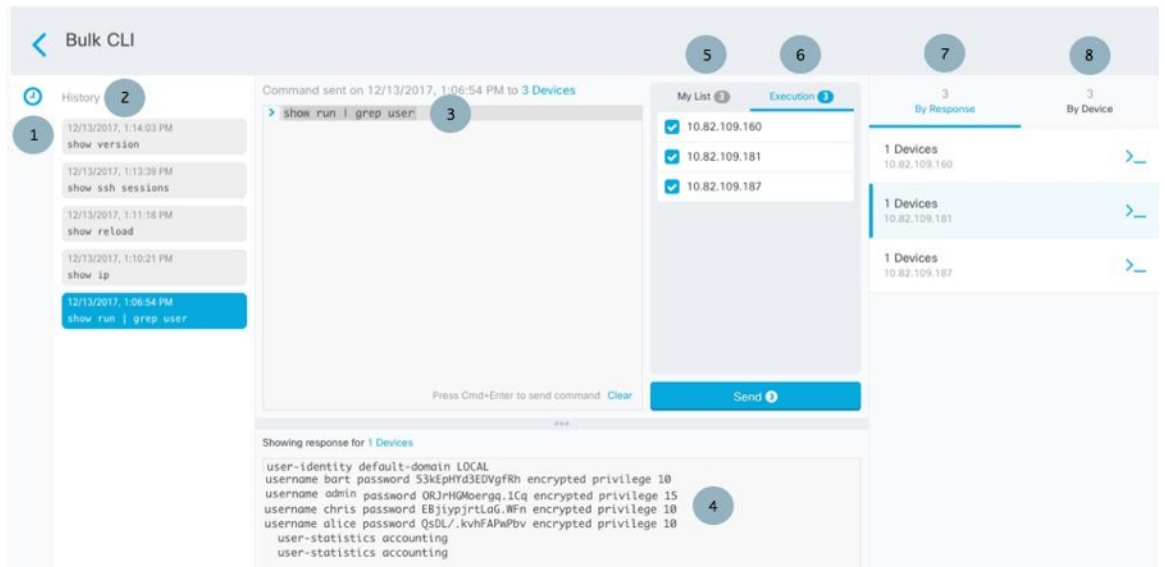 Bulk CLI
5
6
7
8
1
History
2
12/13/2017, 1:14:03 PM
show version
12/13/2017, 1:13:39 PM
show ssh sessions
12/13/2017, 1:11:18 PM
show reload
12/13/2017, 1:10:21 PM
show ip
12/13/2017, 1:06:54 PM
show run | grep user
Command sent on 12/13/2017, 1:06:54 PM to 3 Devices
> show run | grep user
3
Press Cmd+Enter to send command Clear
My List 3
Execution 3
10.82.109.160
10.82.109.181
10.82.109.187
Send 3
Showing response for 1 Devices
user-identity default-domain LOCAL
username bart password 53kEpHYd3EDVgfRh encrypted privilege 10
username admin password ORJrHGMoergq.1Cq encrypted privilege 15
username chris password EBjiypjrtLaG.WFn encrypted privilege 10
username alice password QsDL/.kvhFAPwPbv encrypted privilege 10
user-statistics accounting
user-statistics accounting
4
3
By Response
3
By Device
1 Devices
10.82.109.160
>_
1 Devices
10.82.109.181
>_
1 Devices
10.82.109.187
>_